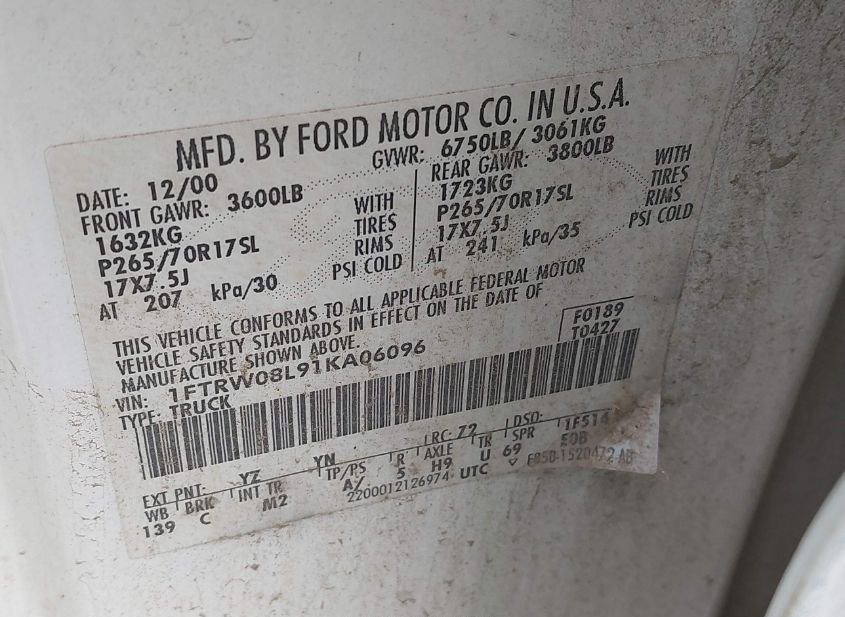 MFD. BY FORD MOTOR CO. IN U.S.A.
DATE: 12/00 GVWR: 6750LB/ 3061KG
FRONT GAWR: 3600LB REAR GAWR: 3800LB
1632KG WITH 1723KG WITH
P265/70R17SL TIRES P265/70R17SL TIRES
17X7.5J RIMS 17X7.5J RIMS
AT 207 kPa/30 PSI COLD AT 241 kPa/35 PSI COLD
THIS VEHICLE CONFORMS TO ALL APPLICABLE FEDERAL MOTOR
VEHICLE SAFETY STANDARDS IN EFFECT ON THE DATE OF
MANUFACTURE SHOWN ABOVE.
F0189
T0427
VIN: 1FTRW08L91KA06096
TYPE: TRUCK
EXT PNT: YZ YN RC: 72 DSO: 1F514
WB BRK INT TR TP/PS R AXLE TR SPR
139 C M2 A/ 5 H9 U 69
2200012126974 UTC F85B-1520472-AB